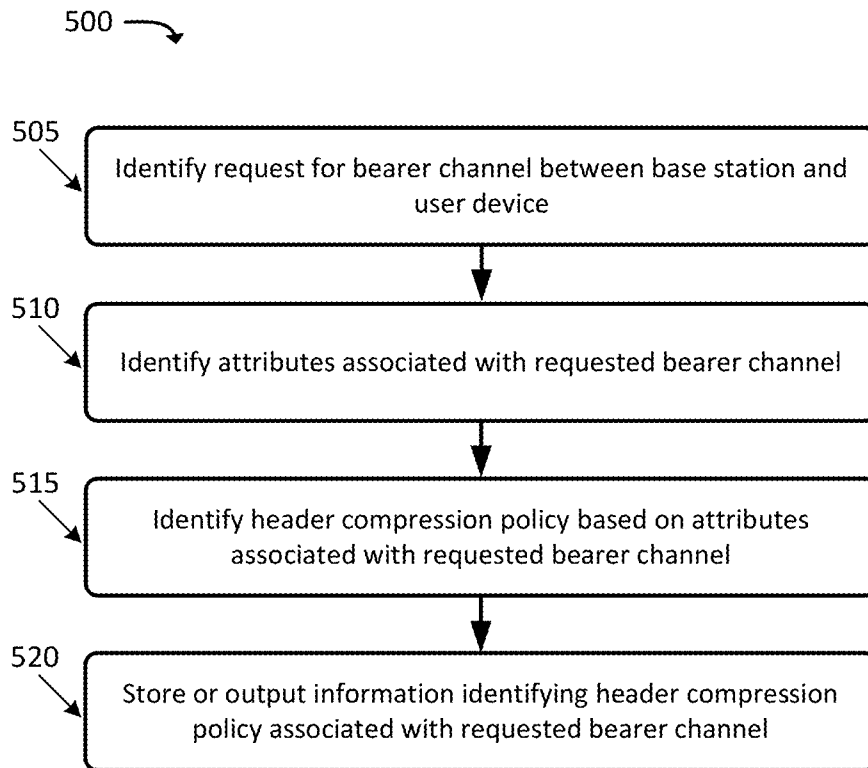 500
505
Identify request for bearer channel between base station and
user device
510
Identify attributes associated with requested bearer channel
515
Identify header compression policy based on attributes
associated with requested bearer channel
520
Store or output information identifying header compression
policy associated with requested bearer channel